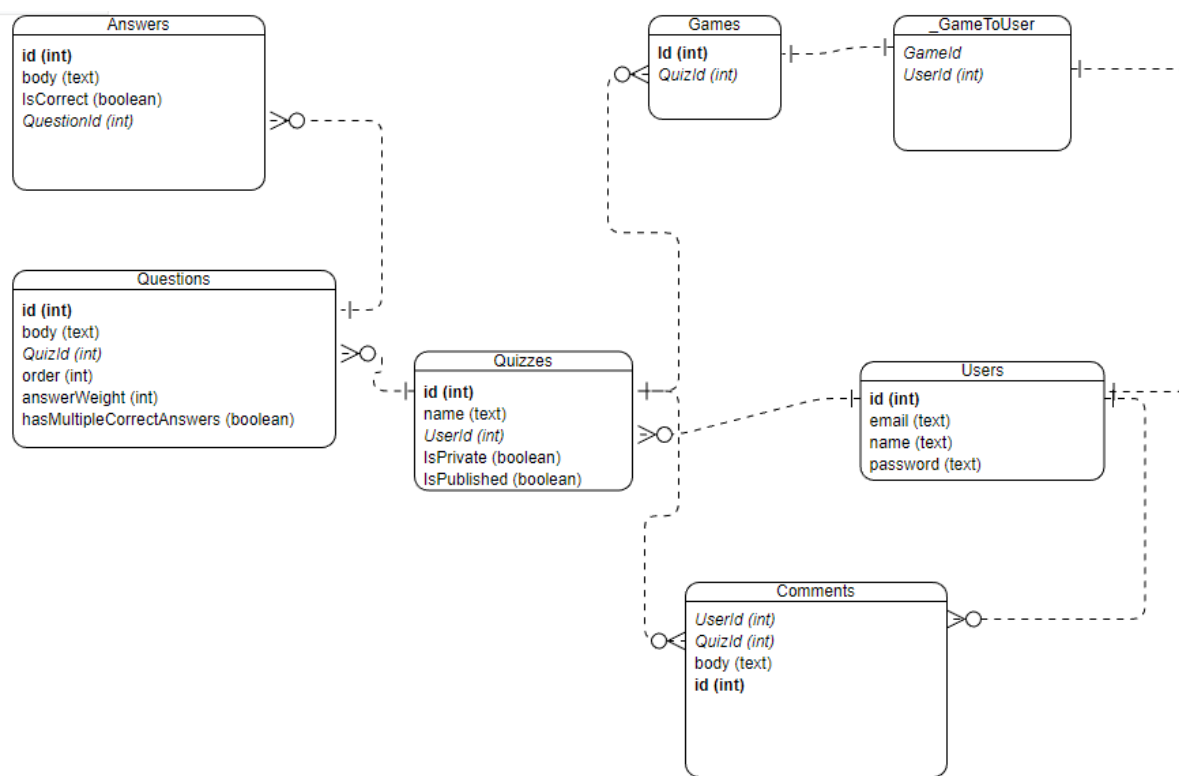 Answers
id (int)
body (text)
IsCorrect (boolean)
QuestionId (int)
Games
Id (int)
QuizId (int)
_GameToUser
GameId
UserId (int)
Questions
id (int)
body (text)
QuizId (int)
order (int)
answerWeight (int)
hasMultipleCorrectAnswers (boolean)
Quizzes
id (int)
name (text)
UserId (int)
IsPrivate (boolean)
IsPublished (boolean)
Users
id (int)
email (text)
name (text)
password (text)
Comments
UserId (int)
QuizId (int)
body (text)
id (int)